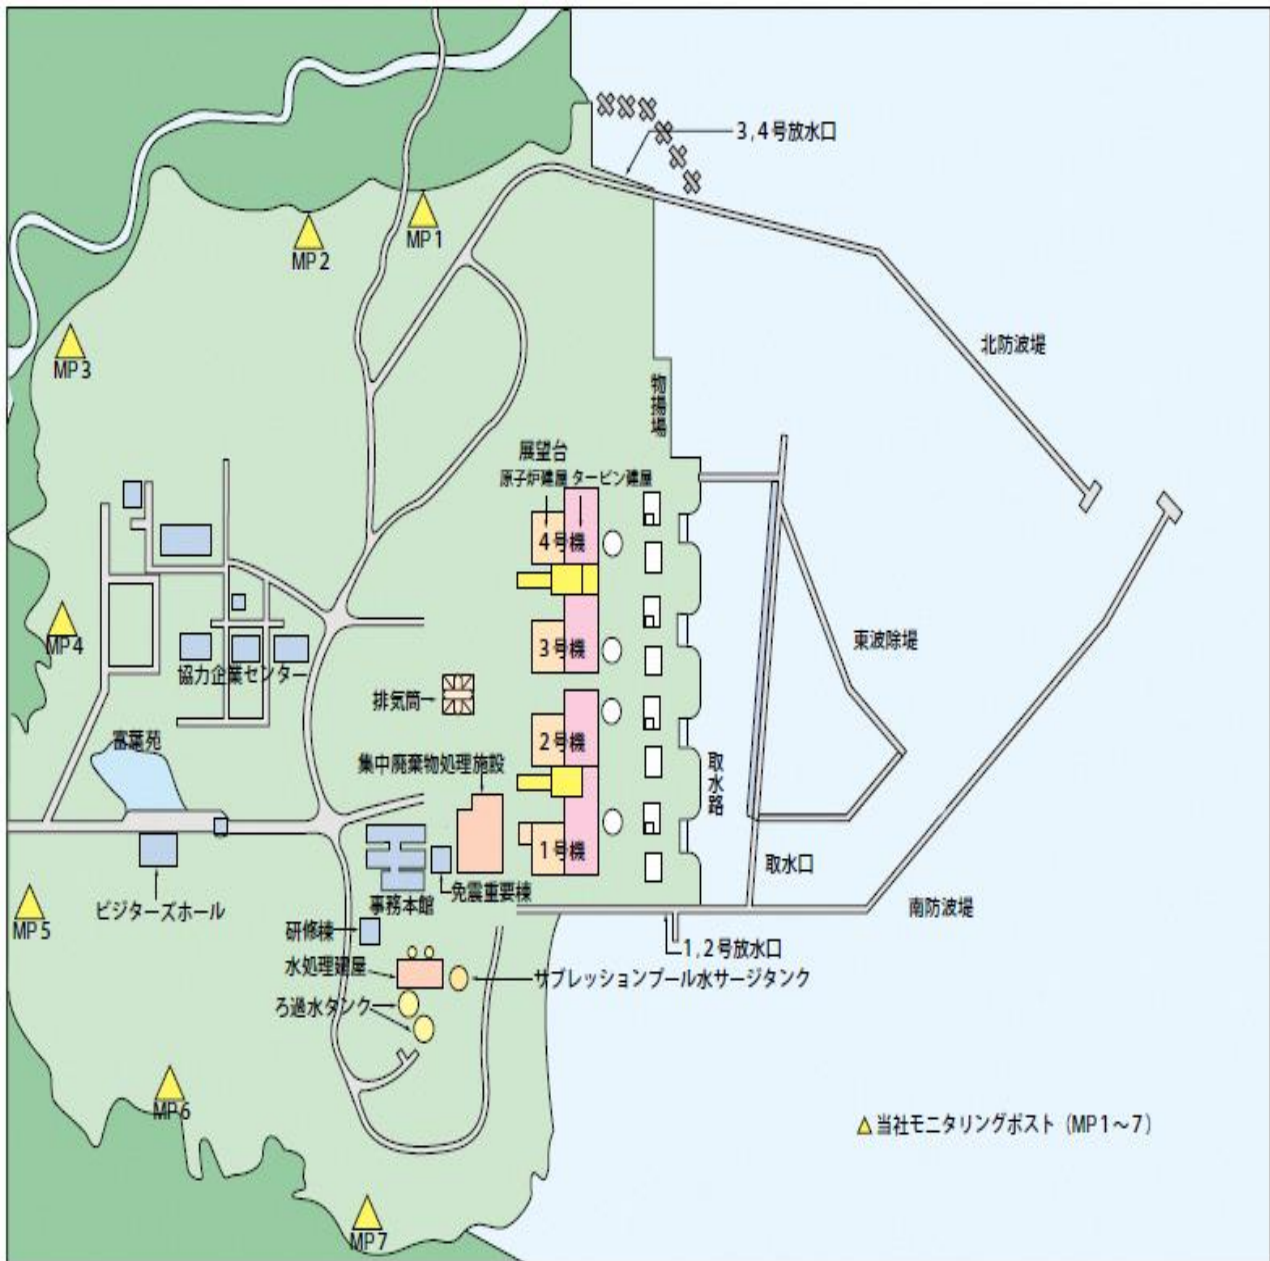 3,4号放水口
MP1
MP2
北防波堤
MP3
物揚場
展望台
原子炉建屋 タービン建屋
4号機
MP4
3号機
東波除堤
協力企業センター
排気筒
2号機
富葉苑
集中廃棄物処理施設
取水路
1号機
取水口
免震重要棟
事務本館
ビジターズホール
南防波堤
MP5
研修棟
1,2号放水口
水処理建屋
サプレッションプール水サージタンク
ろ過水タンク
MP6
当社モニタリングポスト(MP1~7)
MP7